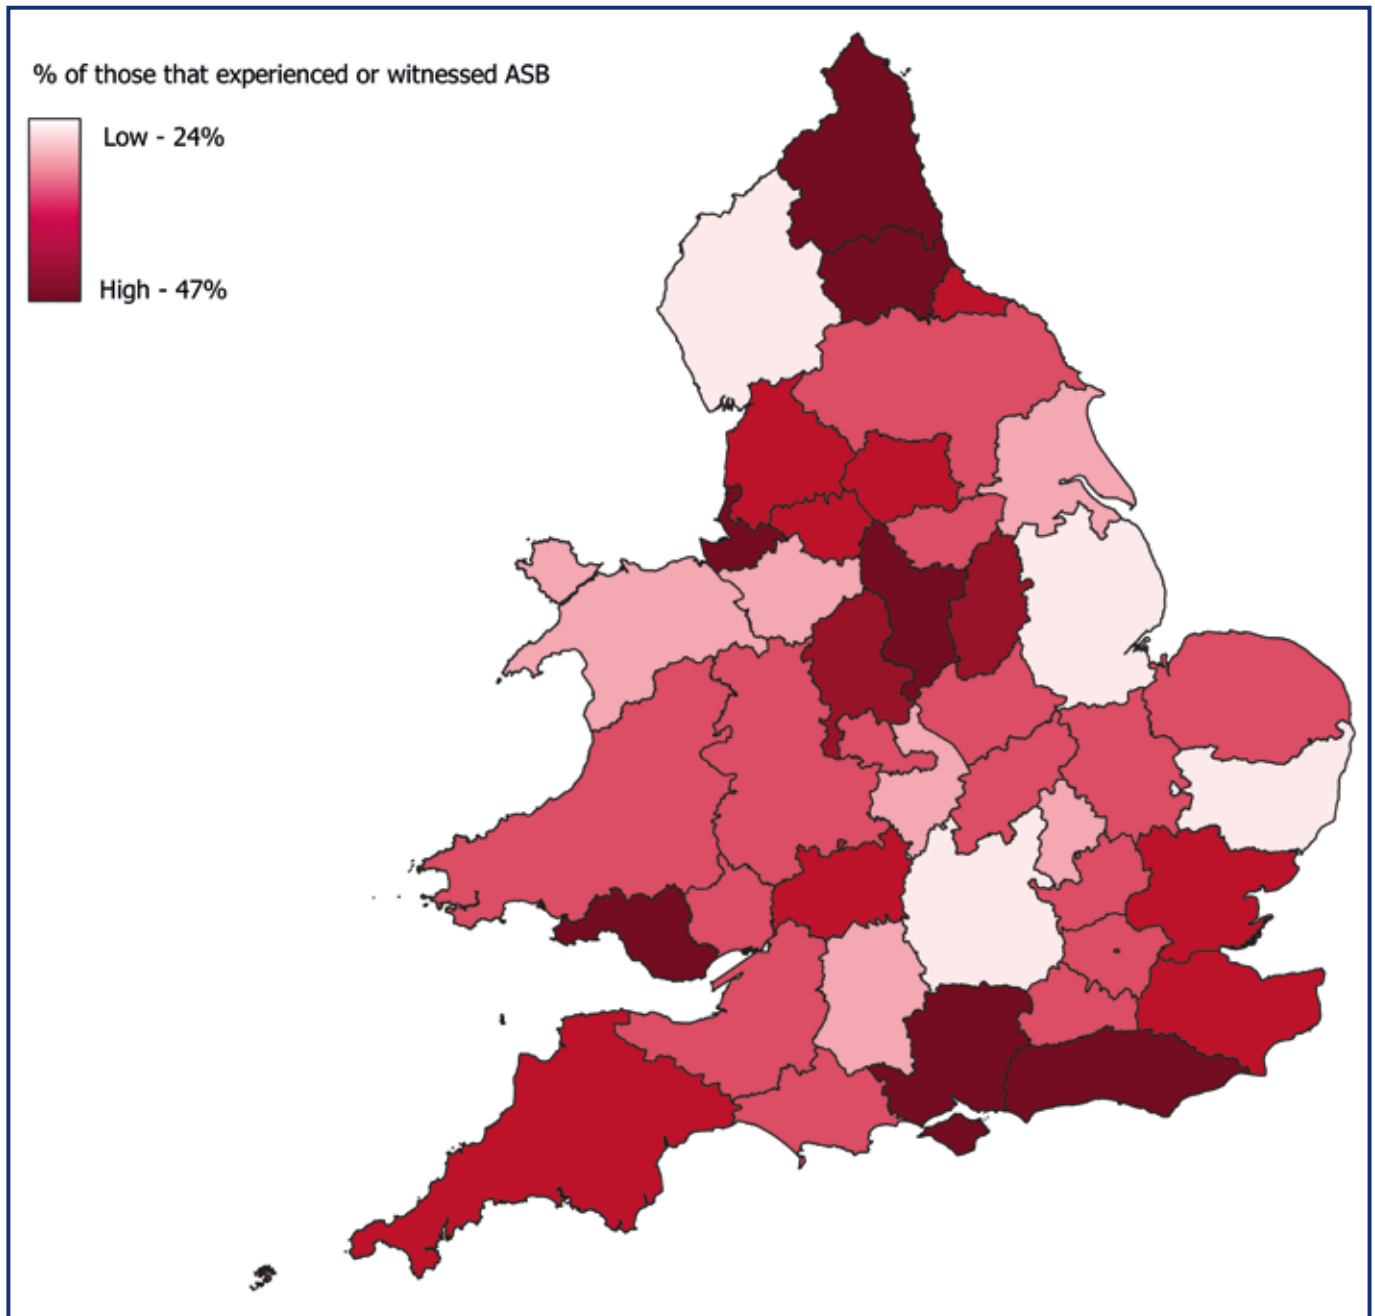 % of those that experienced or witnessed ASB
Low - 24%
High - 47%